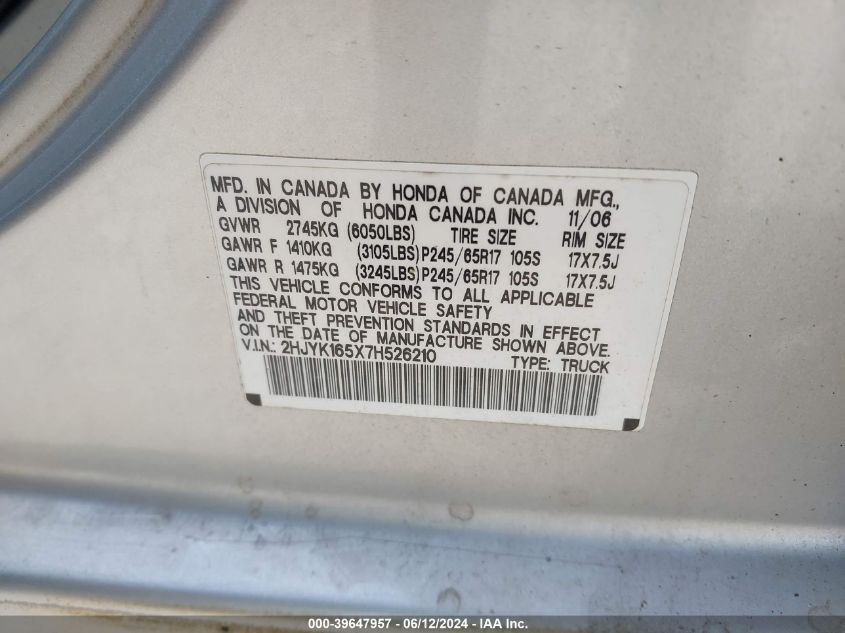 MFD. IN CANADA BY HONDA OF CANADA MFG.,
A DIVISION OF HONDA CANADA INC. 11/06
GVWR 2745KG (6050LBS) TIRE SIZE RIM SIZE
GAWR F 1410KG (3105LBS) P245/65R17 105S 17X7.5J
GAWR R 1475KG (3245LBS) P245/65R17 105S 17X7.5J
THIS VEHICLE CONFORMS TO ALL APPLICABLE
FEDERAL MOTOR VEHICLE SAFETY
AND THEFT PREVENTION STANDARDS IN EFFECT
ON THE DATE OF MANUFACTURE SHOWN ABOVE.
V.I.N.: 2HJYK165X7H526210 TYPE: TRUCK
000-39647957 - 06/12/2024 - IAA Inc.